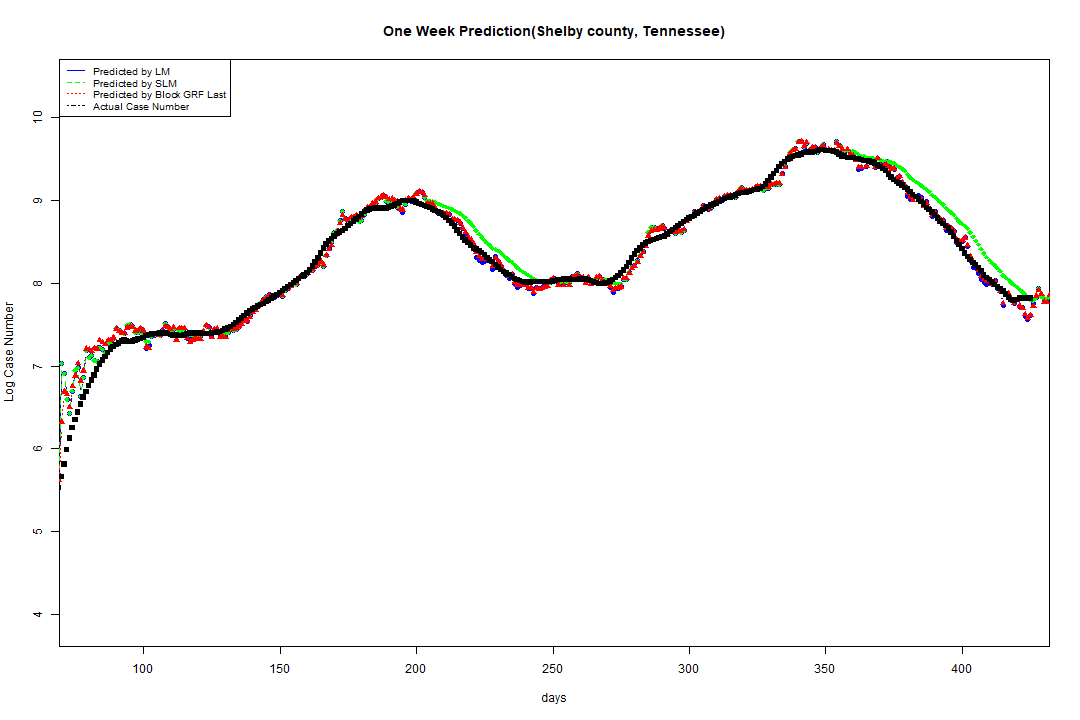 One Week Prediction(Shelby county, Tennessee)
Predicted by LM
Predicted by SLM
Predicted by Block GRF Last
Actual Case Number
10
9
8
7
6
5
4
Log Case Number
100 150 200 250 300 350 400
days